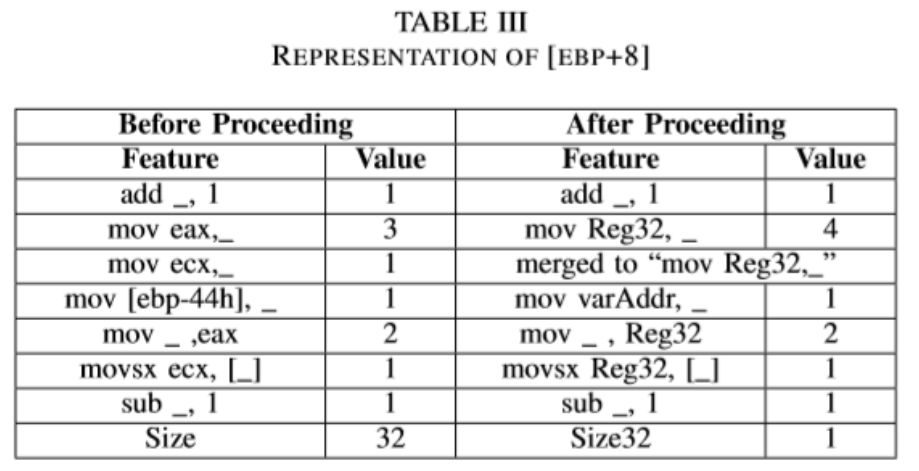 TABLE III
REPRESENTATION OF [EBP+8]
Before Proceeding After Proceeding
Feature Value Feature Value
add _, 1 1 add _, 1 1
mov eax,_ 3 mov Reg32, _ 4
mov ecx,_ 1 merged to “mov Reg32,_”
mov [ebp-44h], _ 1 mov varAddr, _ 1
mov _ ,eax 2 mov _ , Reg32 2
movsx ecx, [_] 1 movsx Reg32, [_] 1
sub _, 1 1 sub _, 1 1
Size 32 Size32 1